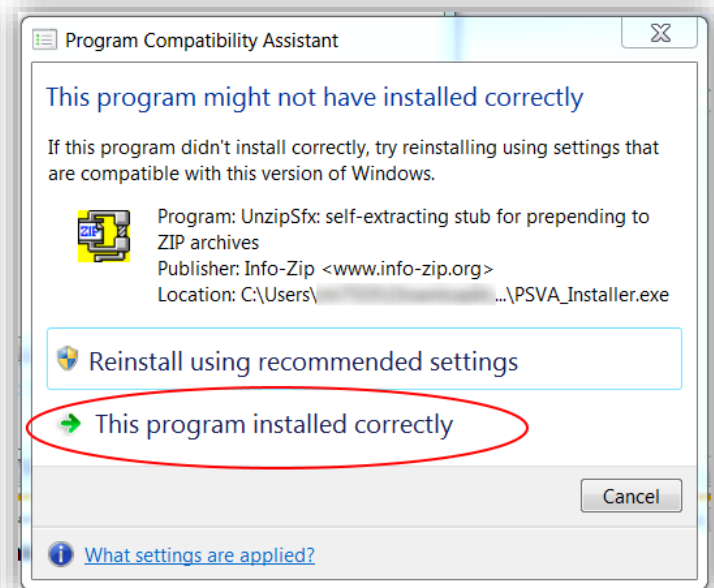 Program Compatibility Assistant
This program might not have installed correctly
If this program didn't install correctly, try reinstalling using settings that
are compatible with this version of Windows.
ZIP
Program: UnzipSfx: self-extracting stub for prepending to
ZIP archives
Publisher: Info-Zip <www.info-zip.org>
Location: C:\Users\ ...\PSVA_Installer.exe
Reinstall using recommended settings
This program installed correctly
Cancel
What settings are applied?